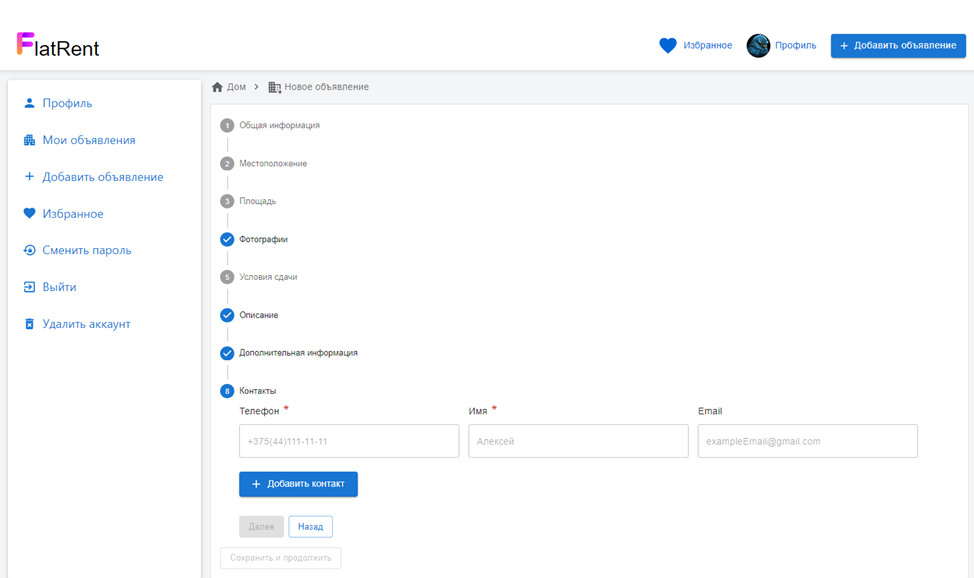 FlatRent
Избранное
Профиль
+ Добавить объявление
Профиль
Мои объявления
+ Добавить объявление
Избранное
Сменить пароль
Выйти
Удалить аккаунт
Дом > Новое объявление
1 Общая информация
2 Местоположение
3 Площадь
Фотографии
5 Условия сдачи
Описание
Дополнительная информация
8 Контакты
Телефон * Имя * Email
+375(44)111-11-11 Алексей exampleEmail@gmail.com
+ Добавить контакт
Далее Назад
Сохранить и продолжить